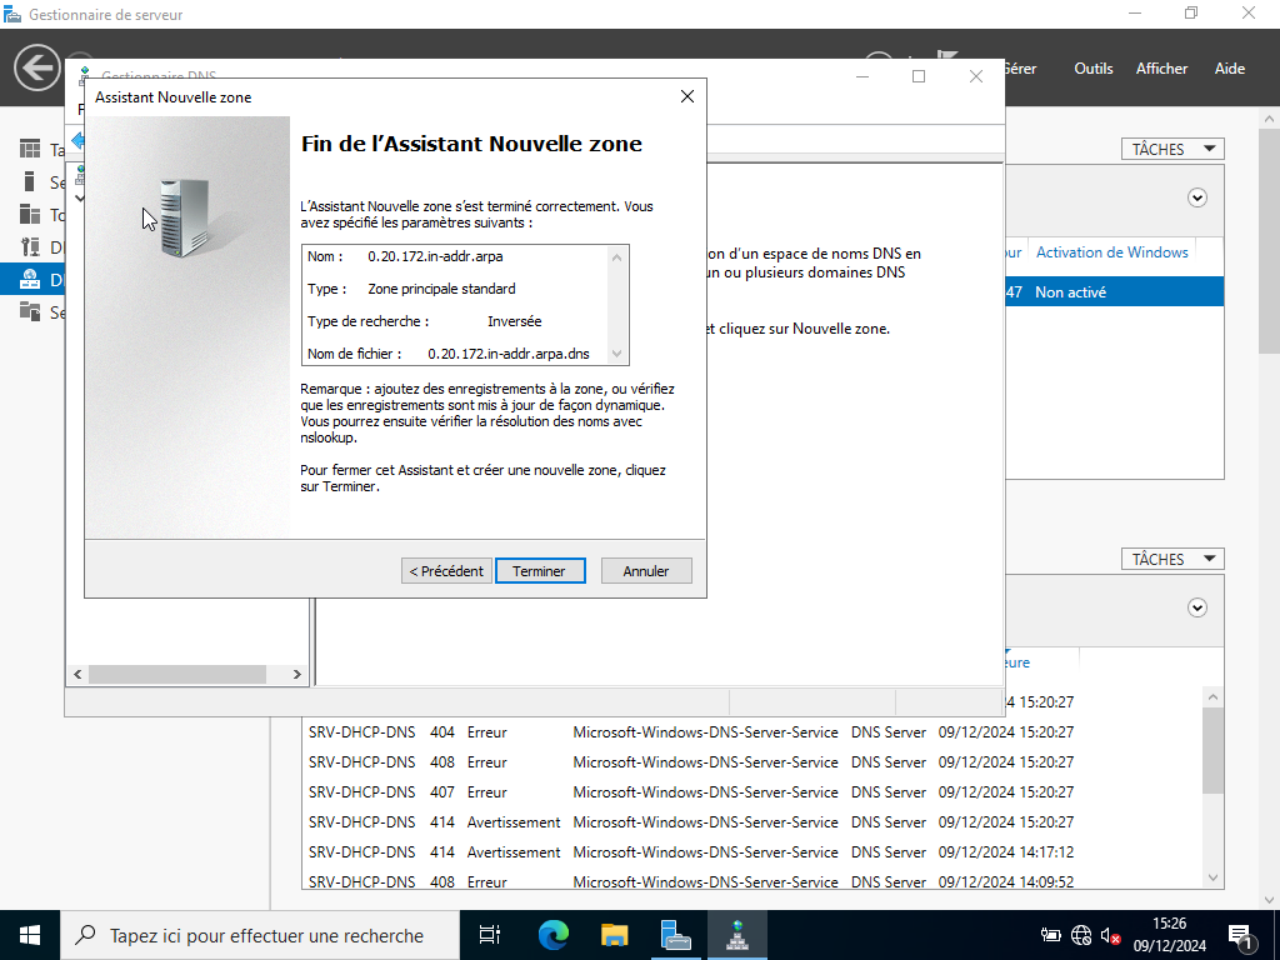 Gestionnaire de serveur
Gérer
Outils
Afficher
Aide
Gestionnaire DNS
Assistant Nouvelle zone
Fin de l’Assistant Nouvelle zone
L’Assistant Nouvelle zone s’est terminé correctement. Vous
avez spécifié les paramètres suivants :
Nom : 0.20.172.in-addr.arpa
Type : Zone principale standard
Type de recherche : Inversée
Nom de fichier : 0.20.172.in-addr.arpa.dns
Remarque : ajoutez des enregistrements à la zone, ou vérifiez
que les enregistrements sont mis à jour de façon dynamique.
Vous pourrez ensuite vérifier la résolution des noms avec
nslookup.
Pour fermer cet Assistant et créer une nouvelle zone, cliquez
sur Terminer.
< Précédent
Terminer
Annuler
Ta
Se
To
D
D
Se
on d’un espace de noms DNS en
un ou plusieurs domaines DNS
et cliquez sur Nouvelle zone.
TÂCHES
our
Activation de Windows
47 Non activé
TÂCHES
eure
4 15:20:27
SRV-DHCP-DNS 404 Erreur Microsoft-Windows-DNS-Server-Service DNS Server 09/12/2024 15:20:27
SRV-DHCP-DNS 408 Erreur Microsoft-Windows-DNS-Server-Service DNS Server 09/12/2024 15:20:27
SRV-DHCP-DNS 407 Erreur Microsoft-Windows-DNS-Server-Service DNS Server 09/12/2024 15:20:27
SRV-DHCP-DNS 414 Avertissement Microsoft-Windows-DNS-Server-Service DNS Server 09/12/2024 15:20:27
SRV-DHCP-DNS 414 Avertissement Microsoft-Windows-DNS-Server-Service DNS Server 09/12/2024 14:17:12
SRV-DHCP-DNS 408 Erreur Microsoft-Windows-DNS-Server-Service DNS Server 09/12/2024 14:09:52
Tapez ici pour effectuer une recherche
15:26
09/12/2024
1